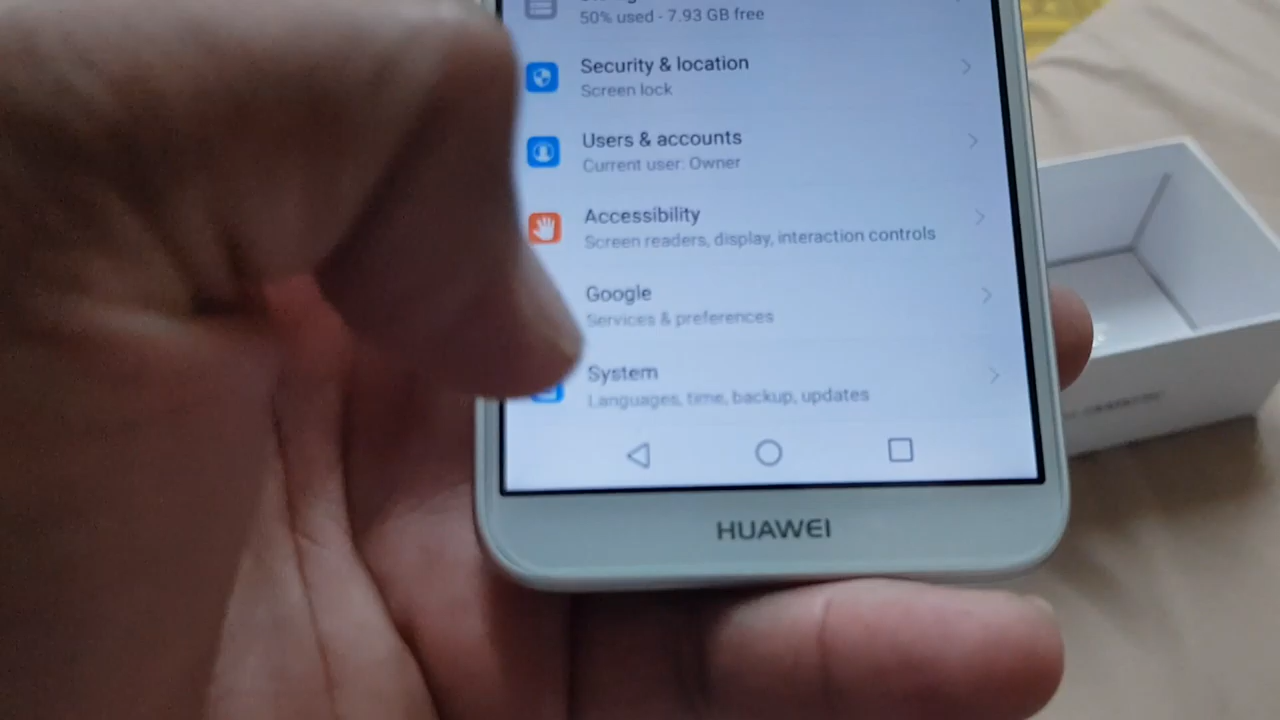 50% used - 7.93 GB free
Security & location
Screen lock
Users & accounts
Current user: Owner
Accessibility
Screen readers, display, interaction controls
Google
Services & preferences
System
Languages, time, backup, updates
HUAWEI